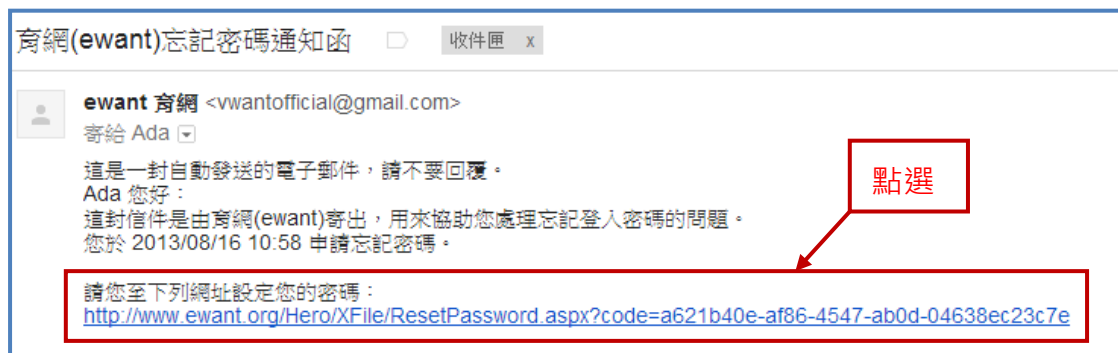 育網(ewant)忘記密碼通知函 收件匣 x
ewant 育網 <vwantofficial@gmail.com>
寄給 Ada
這是一封自動發送的電子郵件，請不要回覆。
Ada 您好：
這封信件是由育網(ewant)寄出，用來協助您處理忘記登入密碼的問題。
您於 2013/08/16 10:58 申請忘記密碼。
點選
請您至下列網址設定您的密碼：
http://www.ewant.org/Hero/XFile/ResetPassword.aspx?code=a621b40e-af86-4547-ab0d-04638ec23c7e